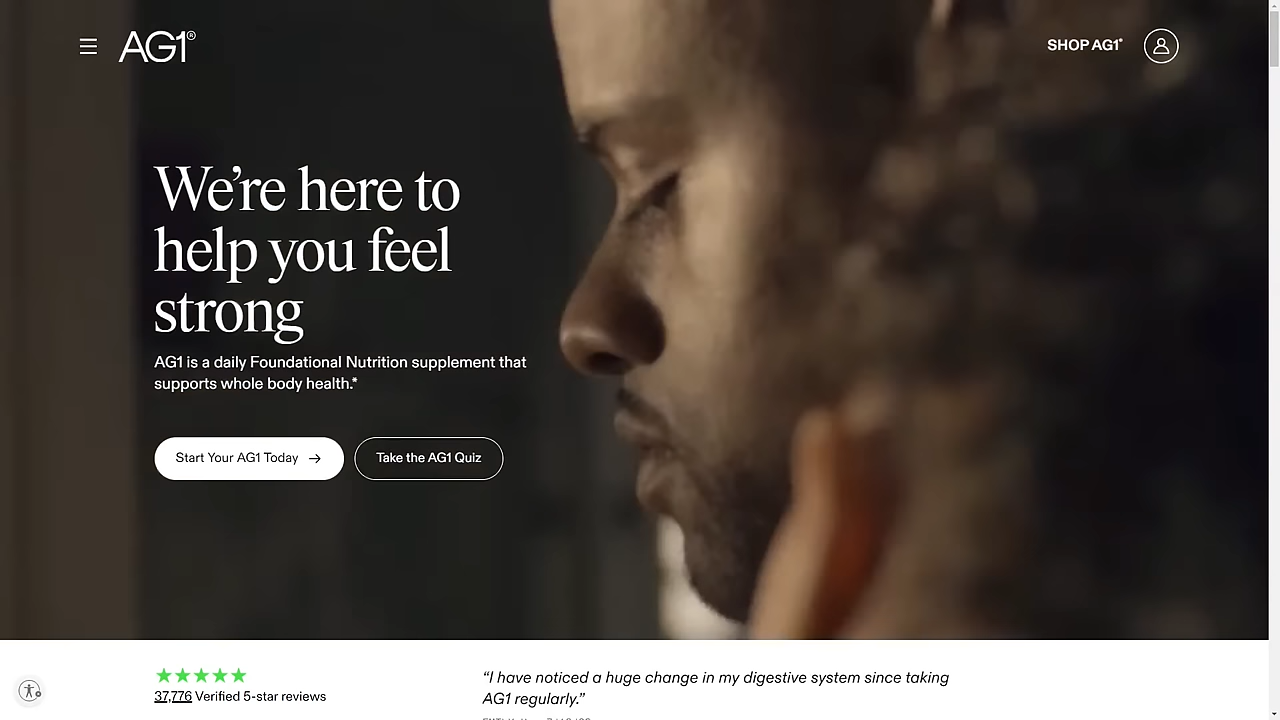 AG1®
SHOP AG1®
We're here to
help you feel
strong
AG1 is a daily Foundational Nutrition supplement that
supports whole body health.*
Start Your AG1 Today →
Take the AG1 Quiz
37,776 Verified 5-star reviews
“I have noticed a huge change in my digestive system since taking
AG1 regularly.”